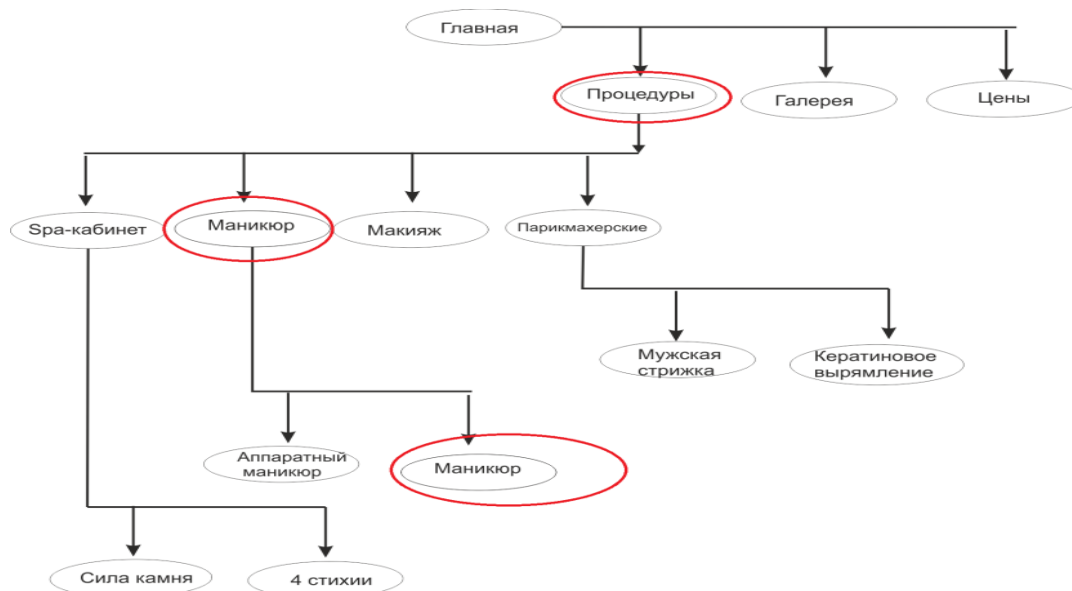 Главная
Процедуры
Галерея
Цены
Spa-кабинет
Маникюр
Макияж
Парикмахерские
Мужская
стрижка
Кератиновое
вырямление
Аппаратный
маникюр
Маникюр
Сила камня
4 стихии